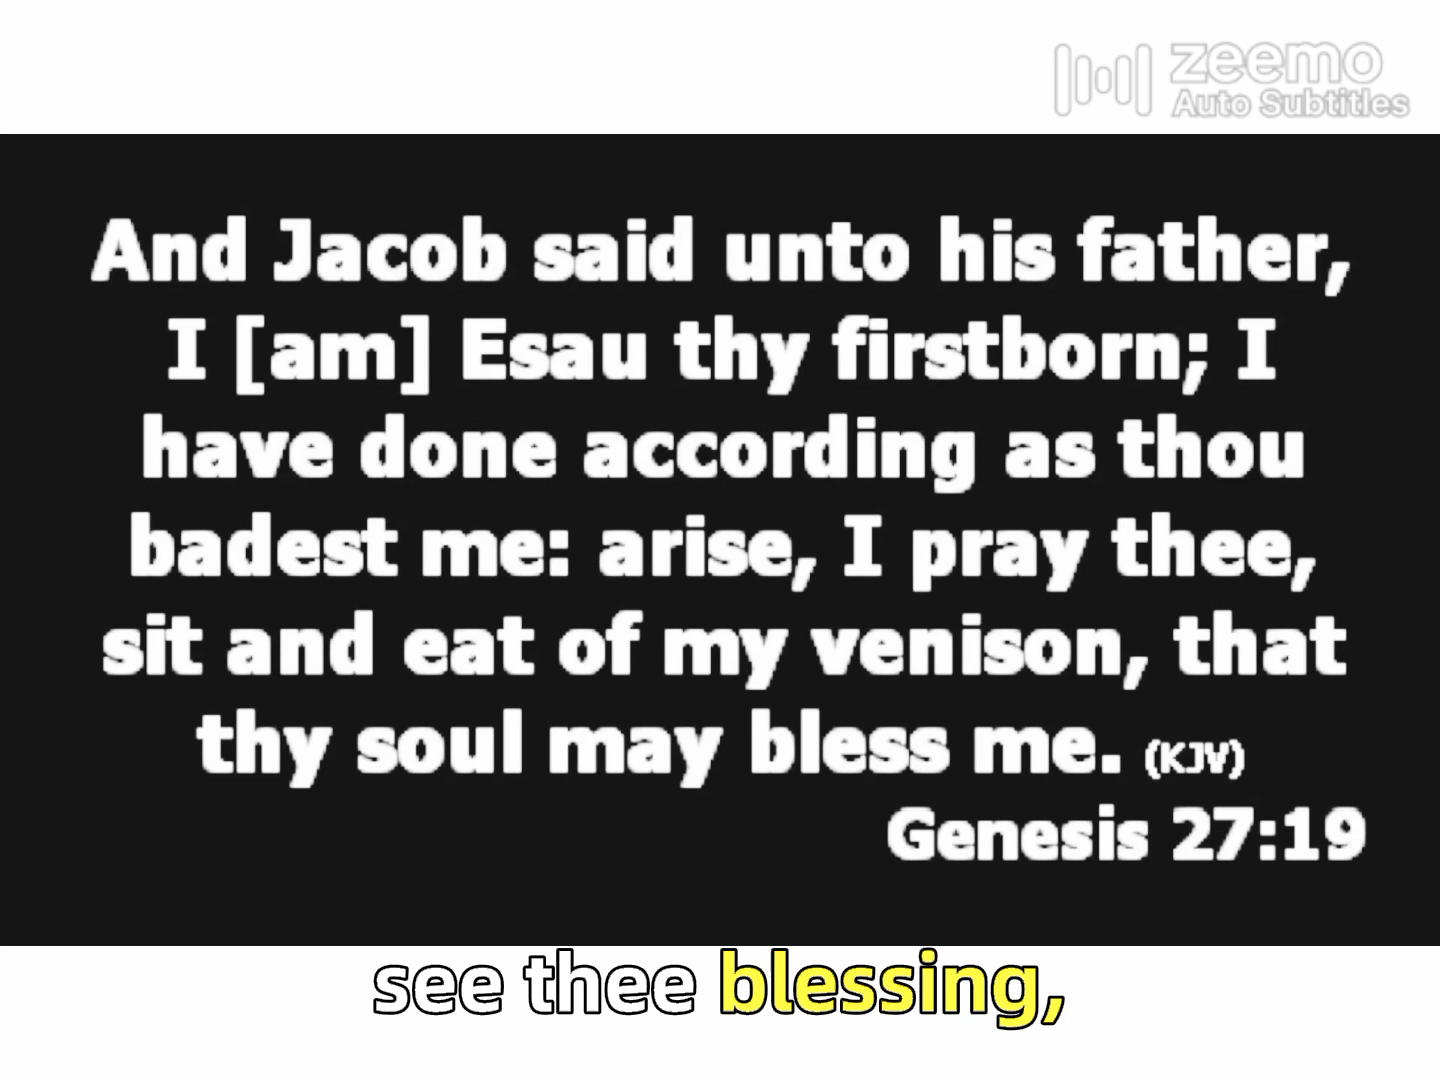 zeemo
Auto Subtitles
And Jacob said unto his father,
I [am] Esau thy firstborn; I
have done according as thou
badest me: arise, I pray thee,
sit and eat of my venison, that
thy soul may bless me. (KJV)
Genesis 27:19
see thee blessing,